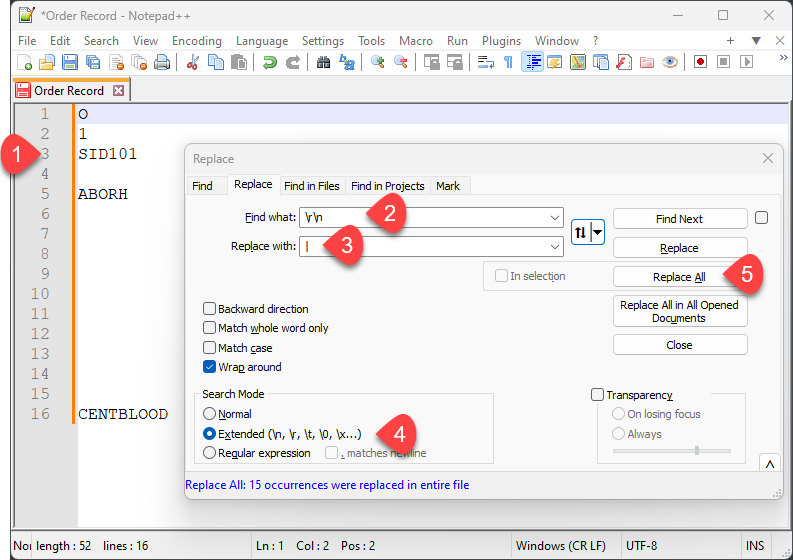 *Order Record - Notepad++
File Edit Search View Encoding Language Settings Tools Macro Run Plugins Window ? + ▼ ×
Order Record
1 O
2 1
3 SID101
4
5 ABORH
6
7
8
9
10
11
12
13
14
15
16 CENTBLOOD
1
Replace
Find Replace Find in Files Find in Projects Mark
Find what: \r\n 2 Find Next
Replace with: | 3 Replace
In selection Replace All 5
Replace All in All Opened
Documents
Close
Backward direction
Match whole word only
Match case
Wrap around
Search Mode
Normal
Extended (\n, \r, \t, \0, \x...) 4
Regular expression . matches newline
Transparency
On losing focus
Always
Replace All: 15 occurrences were replaced in entire file
length : 52 lines : 16 Ln : 1 Col : 2 Pos : 2 Windows (CR LF) UTF-8 INS